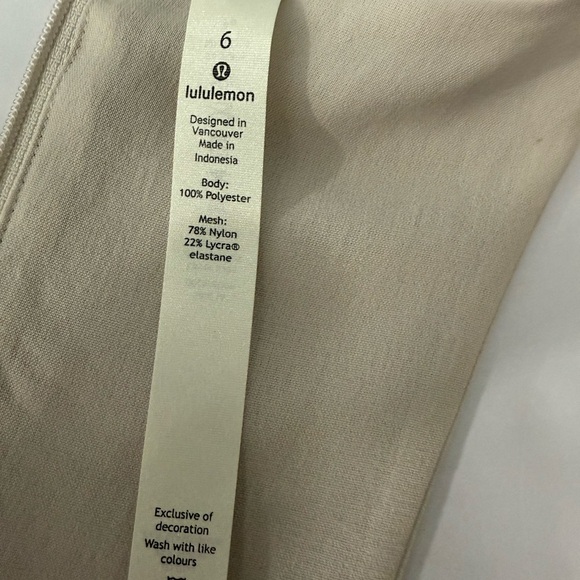 6
lululemon
Designed in
Vancouver
Made in
Indonesia
Body:
100% Polyester
Mesh:
78% Nylon
22% Lycra®
elastane
Exclusive of
decoration
Wash with like
colours